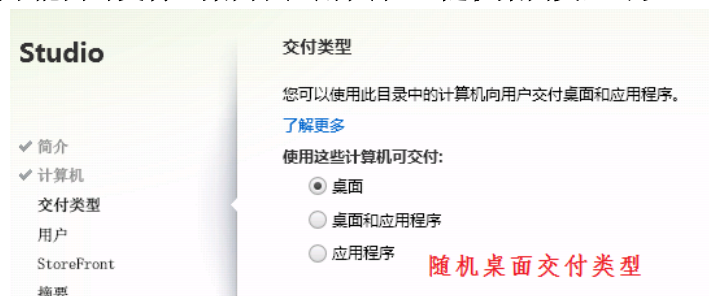 Studio
✔ 简介
✔ 计算机
交付类型
用户
StoreFront
摘要
交付类型
您可以使用此目录中的计算机向用户交付桌面和应用程序。
了解更多
使用这些计算机可交付:
桌面
桌面和应用程序
应用程序
随机桌面交付类型